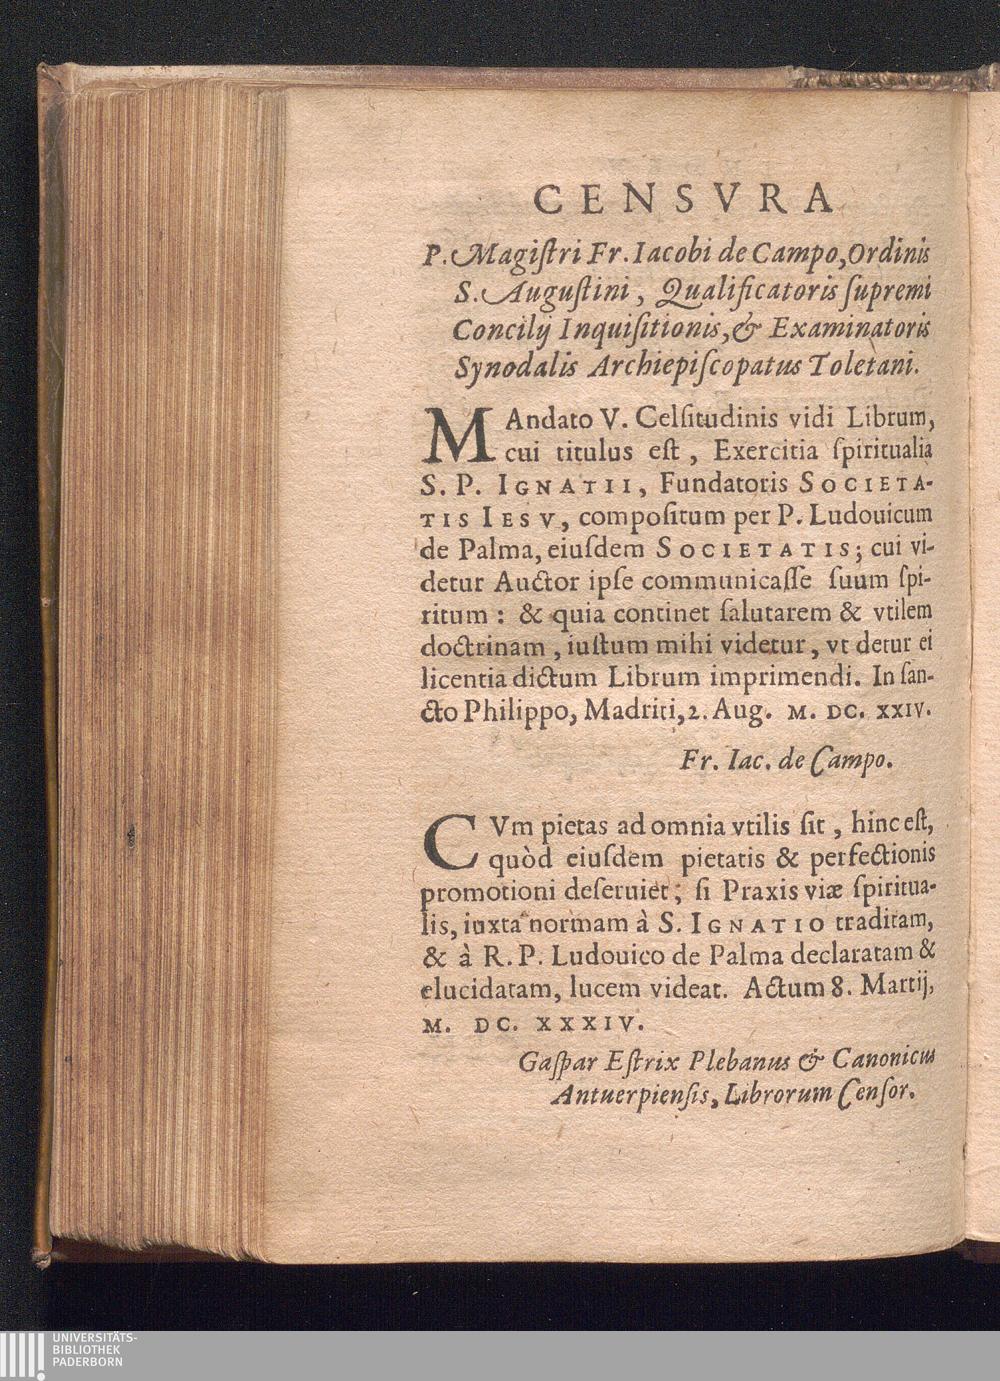 CENSVRA
P. Magiſtri Fr. Iacobi de Campo, Ordinis
S. Auguſtini, Qualificatoris ſupremi
Concilij Inquiſitionis, & Examinatoris
Synodalis Archiepiſcopatus Toletani.
MAndato V. Celſitudinis vidi Librum,
cui titulus eſt, Exercitia ſpiritualia
S. P. IGNATII, Fundatoris SOCIETA-
TIS IESV, compoſitum per P. Ludouicum
de Palma, eiuſdem SOCIETATIS; cui vi-
detur Auctor ipſe communicaſſe ſuum ſpi-
ritum: & quia continet ſalutarem & vtilem
doctrinam, iuſtum mihi videtur, vt detur ei
licentia dictum Librum imprimendi. In ſan-
cto Philippo, Madriti, 2. Aug. M. DC. XXIV.
Fr. Iac. de Campo.
CVm pietas ad omnia vtilis ſit, hinc eſt,
quòd eiuſdem pietatis & perfectionis
promotioni deſeruiet; ſi Praxis viæ ſpiritua-
lis, iuxta normam à S. IGNATIO traditam,
& à R. P. Ludouico de Palma declaratam &
elucidatam, lucem videat. Actum 8. Martij,
M. DC. XXXIV.
Gaſpar Eſtrix Plebanus & Canonicus
Antuerpienſis, Librorum Cenſor.
UNIVERSITÄTS-
BIBLIOTHEK
PADERBORN